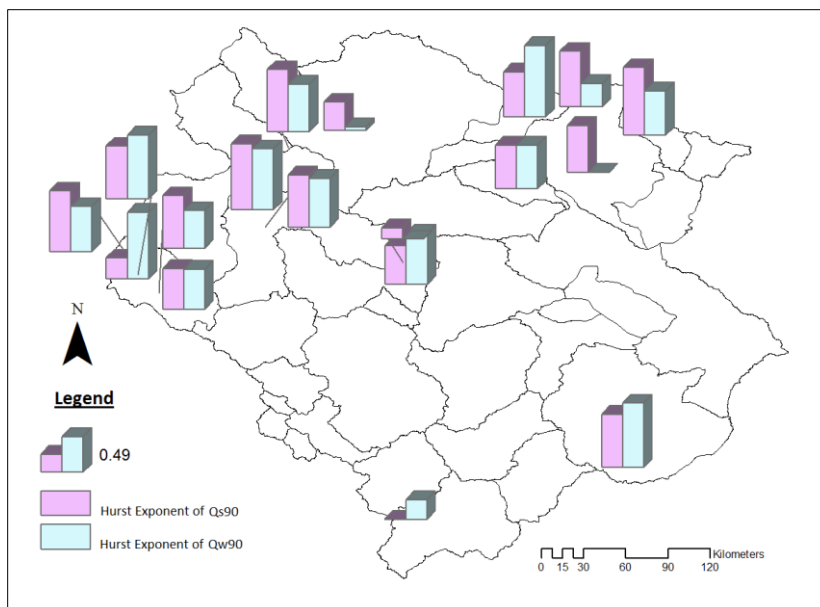 N
Legend
0.49
Hurst Exponent of Qs90
Hurst Exponent of Qw90
Kilometers
0 15 30 60 90 120